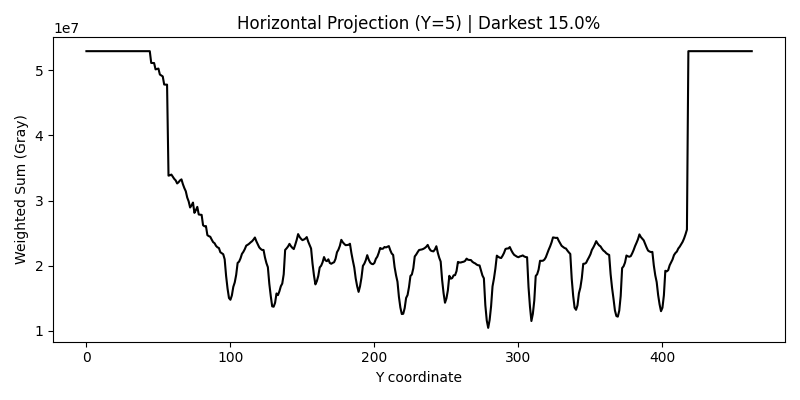 Horizontal Projection (Y=5) | Darkest 15.0%
1e7
5
4
3
2
1
Weighted Sum (Gray)
0 100 200 300 400
Y coordinate